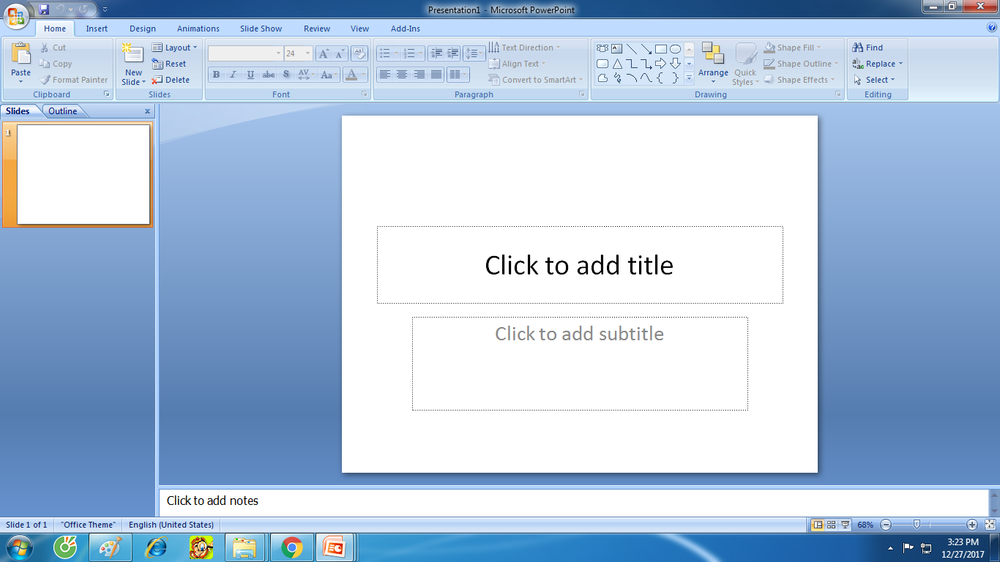 Presentation1 - Microsoft PowerPoint
Home Insert Design Animations Slide Show Review View Add-Ins
Paste
Cut
Copy
Format Painter
Clipboard
New
Slide
Layout
Reset
Delete
Slides
24
B I U abc S AV Aa A
Font
Text Direction
Align Text
Convert to SmartArt
Paragraph
Arrange
Quick
Styles
Shape Fill
Shape Outline
Shape Effects
Drawing
Find
Replace
Select
Editing
Slides Outline x
1
Click to add title
Click to add subtitle
Click to add notes
Slide 1 of 1 "Office Theme" English (United States) 68%
3:23 PM
12/27/2017